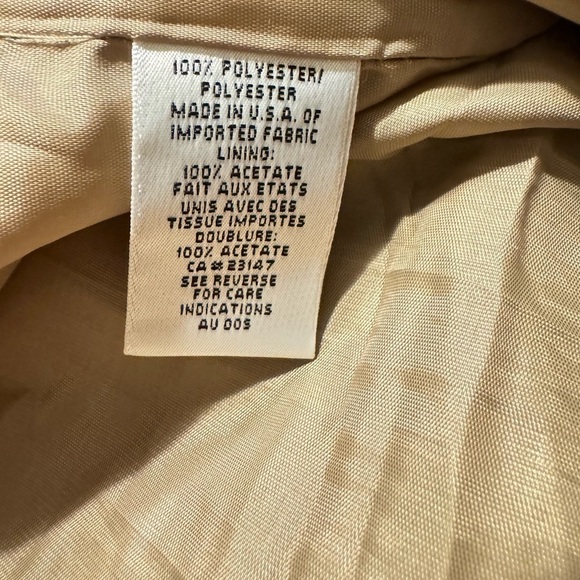 100% POLYESTER/
POLYESTER
MADE IN U.S.A. OF
IMPORTED FABRIC
LINING:
100% ACETATE
FAIT AUX ETATS
UNIS AVEC DES
TISSUE IMPORTES
DOUBLURE:
100% ACETATE
CA# 23147
SEE REVERSE
FOR CARE
INDICATIONS
AU DOS